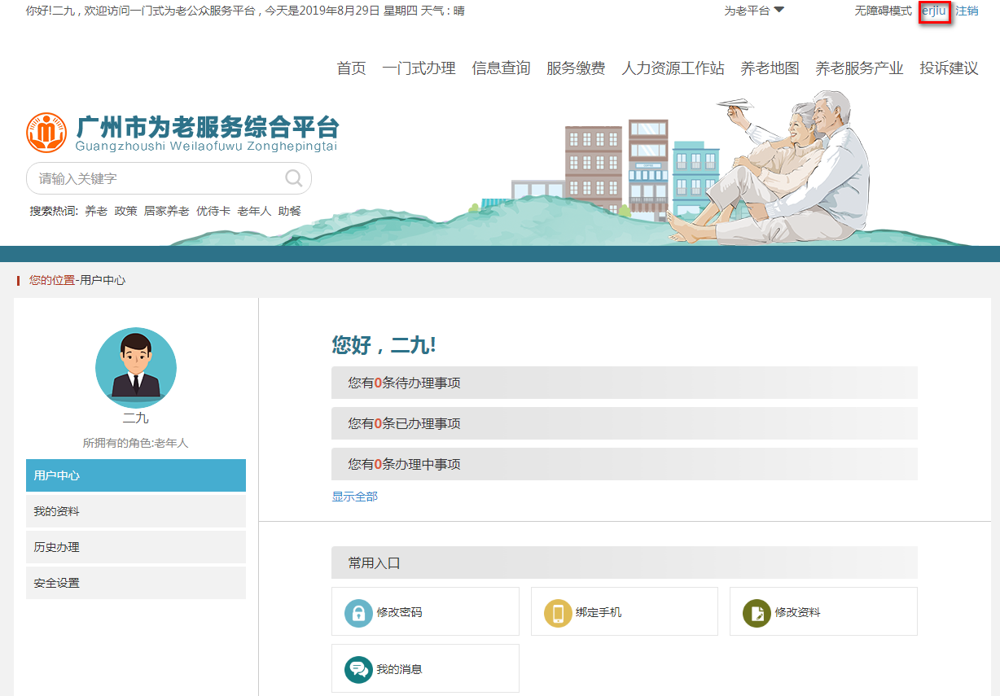 你好!二九，欢迎访问一门式为老公众服务平台，今天是2019年8月29日 星期四 天气：晴 为老平台 无障碍模式 erjiu 注销
首页 一门式办理 信息查询 服务缴费 人力资源工作站 养老地图 养老服务产业 投诉建议
广州市为老服务综合平台
Guangzhoushi Weilaofuwu Zonghepingtai
请输入关键字
搜索热词: 养老 政策 居家养老 优待卡 老年人 助餐
您的位置-用户中心
二九
所拥有的角色:老年人
用户中心
我的资料
历史办理
安全设置
您好，二九!
您有0条待办理事项
您有0条已办理事项
您有0条办理中事项
显示全部
常用入口
修改密码 绑定手机 修改资料
我的消息